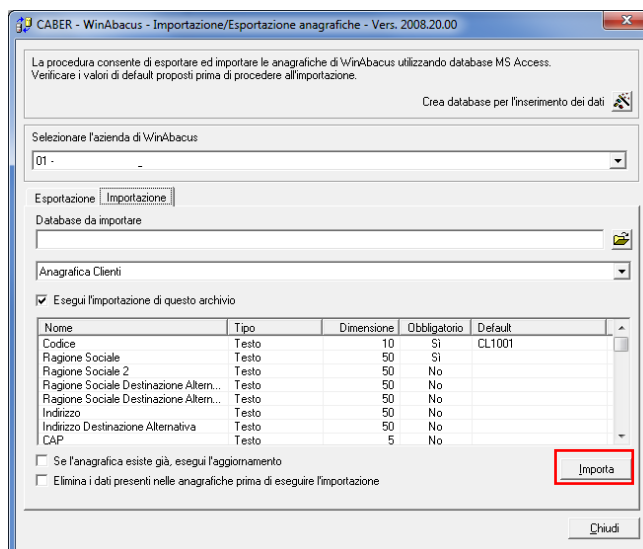 CABER - WinAbacus - Importazione/Esportazione anagrafiche - Vers. 2008.20.00
La procedura consente di esportare ed importare le anagrafiche di WinAbacus utilizzando database MS Access.
Verificare i valori di default proposti prima di procedere all'importazione.
Crea database per l'inserimento dei dati
Selezionare l'azienda di WinAbacus
01 - _
Esportazione Importazione
Database da importare
Anagrafica Clienti
Esegui l'importazione di questo archivio
Nome Tipo Dimensione Obbligatorio Default
Codice Testo 10 Sì CL1001
Ragione Sociale Testo 50 Sì
Ragione Sociale 2 Testo 50 No
Ragione Sociale Destinazione Altern... Testo 50 No
Ragione Sociale Destinazione Altern... Testo 50 No
Indirizzo Testo 50 No
Indirizzo Destinazione Alternativa Testo 50 No
CAP Testo 5 No
Se l'anagrafica esiste già, esegui l'aggiornamento
Importa
Elimina i dati presenti nelle anagrafiche prima di eseguire l'importazione
Chiudi